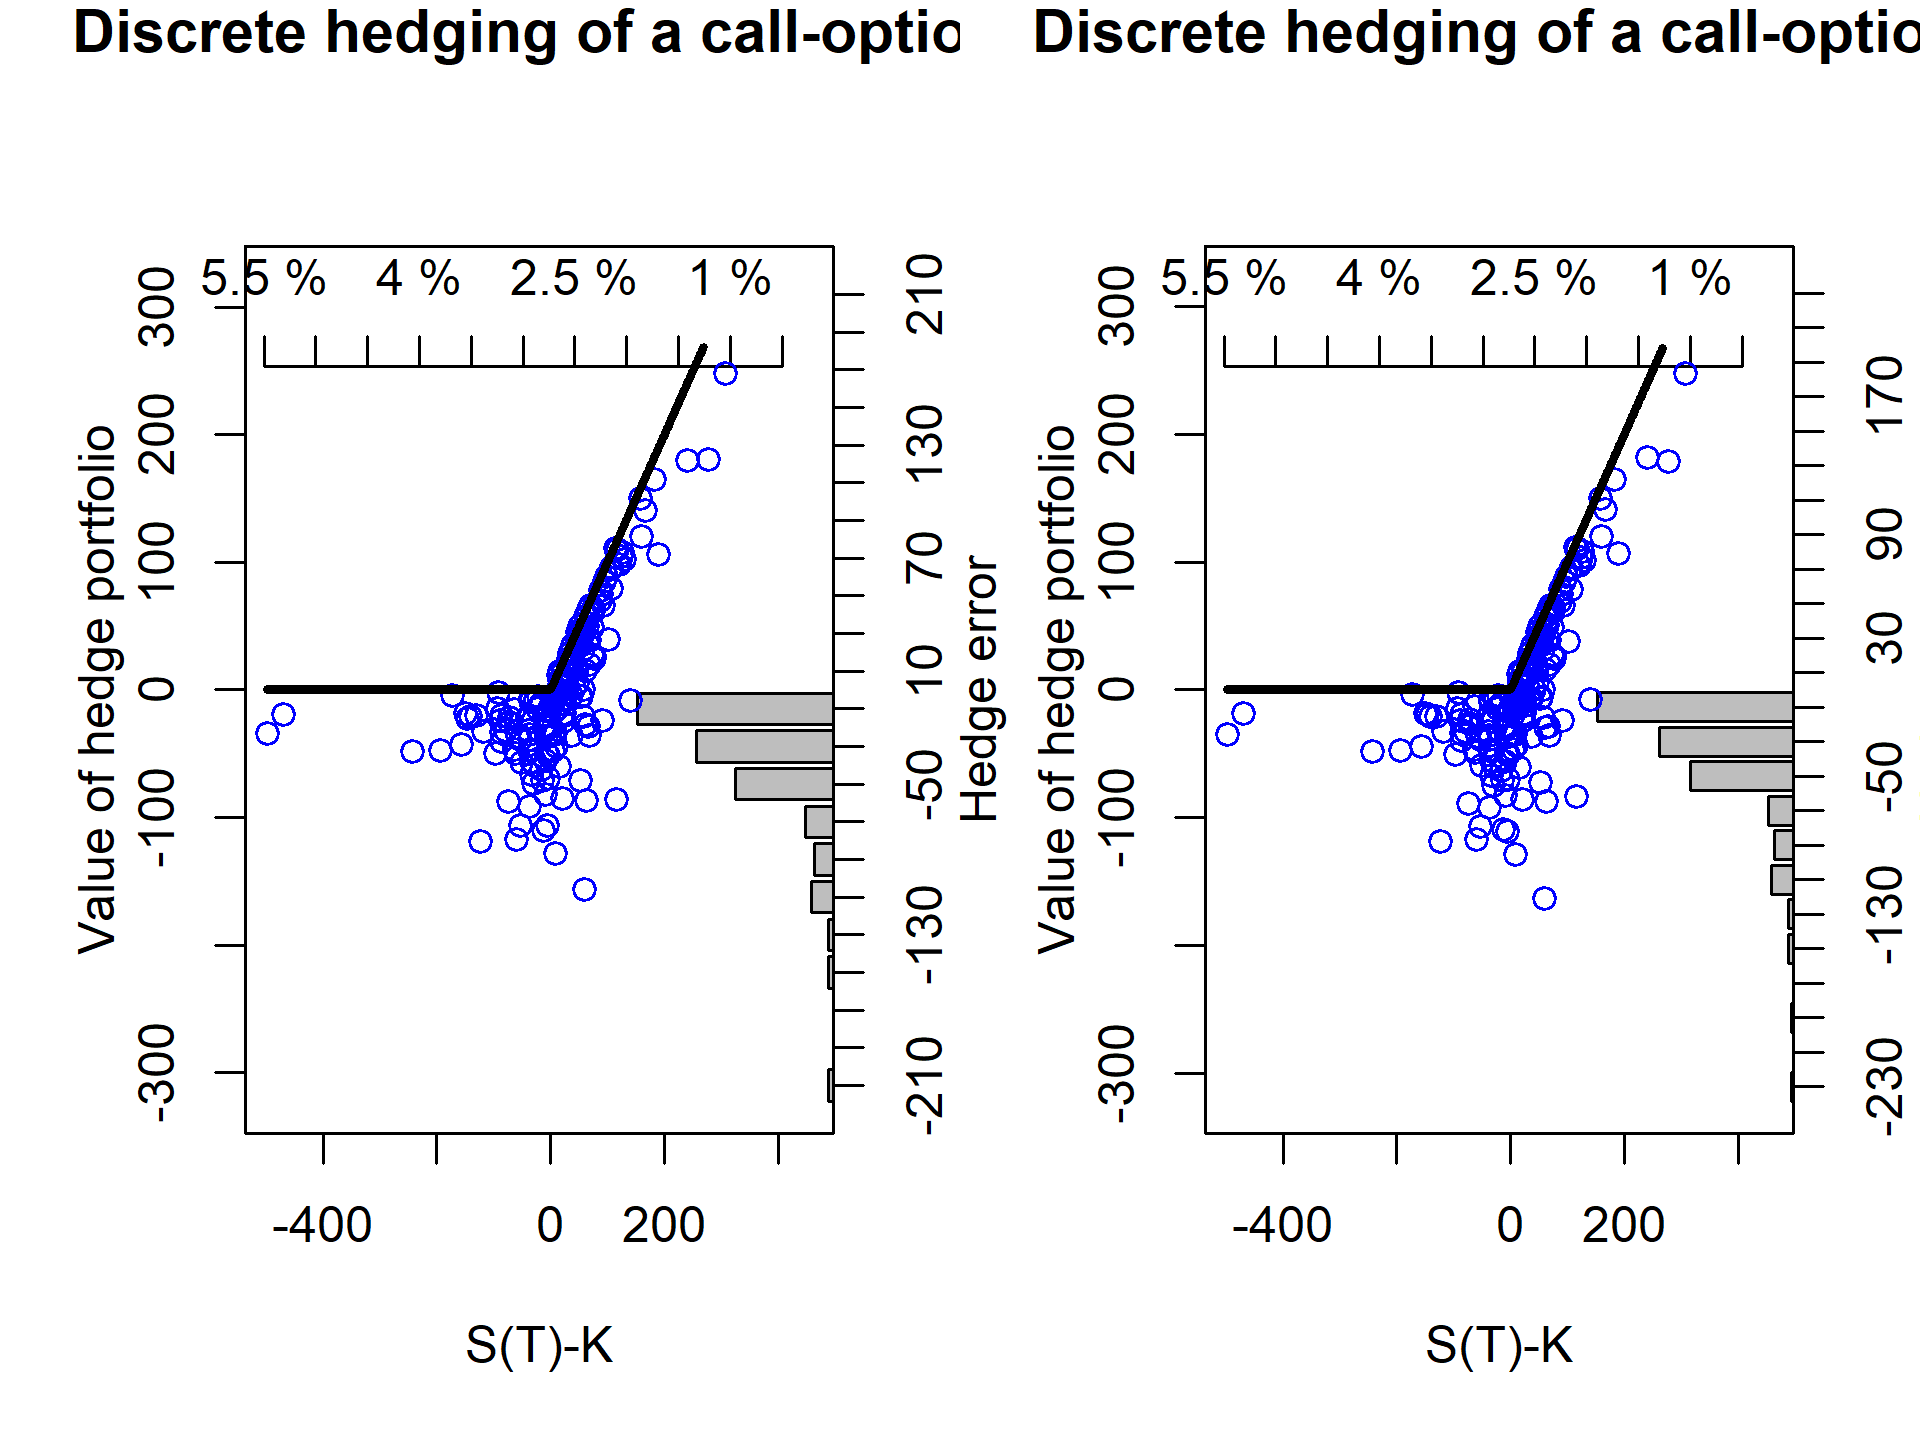 Discrete hedging of a call-optio
5.5 % 4 % 2.5 % 1 %
300
200
100
0
-100
-300
Value of hedge portfolio
210
130
70
10
-50
-130
-210
Hedge error
-400 0 200
S(T)-K
Discrete hedging of a call-optio
5.5 % 4 % 2.5 % 1 %
300
200
100
0
-100
-300
Value of hedge portfolio
170
90
30
-50
-130
-230
-400 0 200
S(T)-K